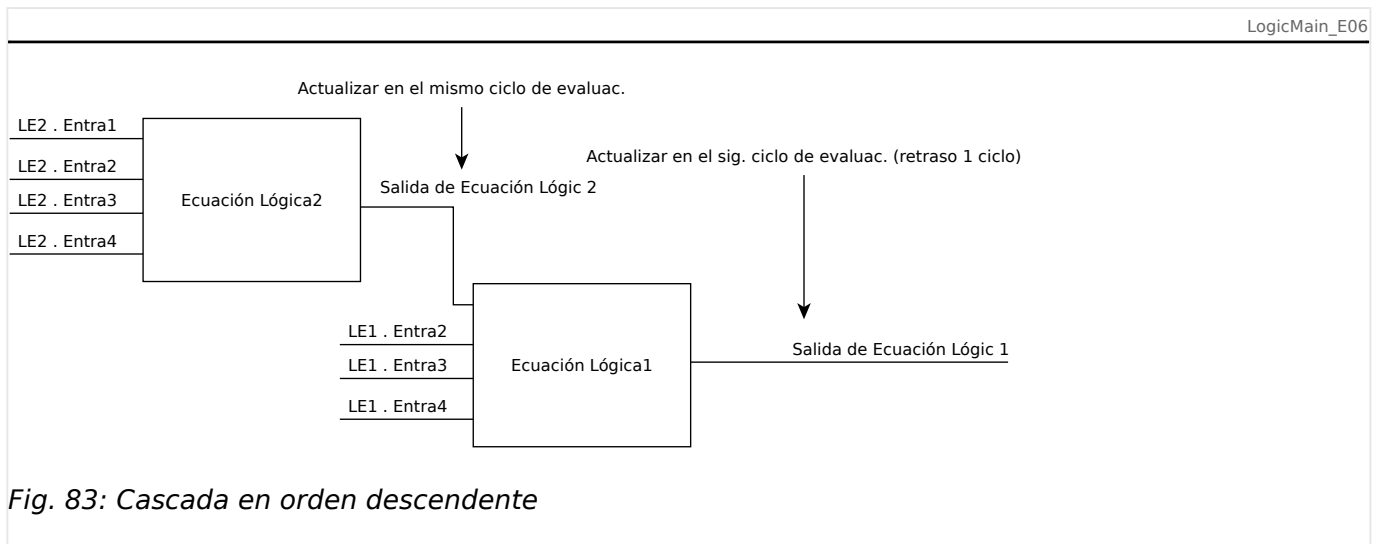 LogicMain_E06
Actualizar en el mismo ciclo de evaluac.
LE2 . Entra1
Actualizar en el sig. ciclo de evaluac. (retraso 1 ciclo)
LE2 . Entra2
Salida de Ecuación Lógic 2
LE2 . Entra3
Ecuación Lógica2
LE2 . Entra4
LE1 . Entra2
Salida de Ecuación Lógic 1
LE1 . Entra3
Ecuación Lógica1
LE1 . Entra4
Fig. 83: Cascada en orden descendente